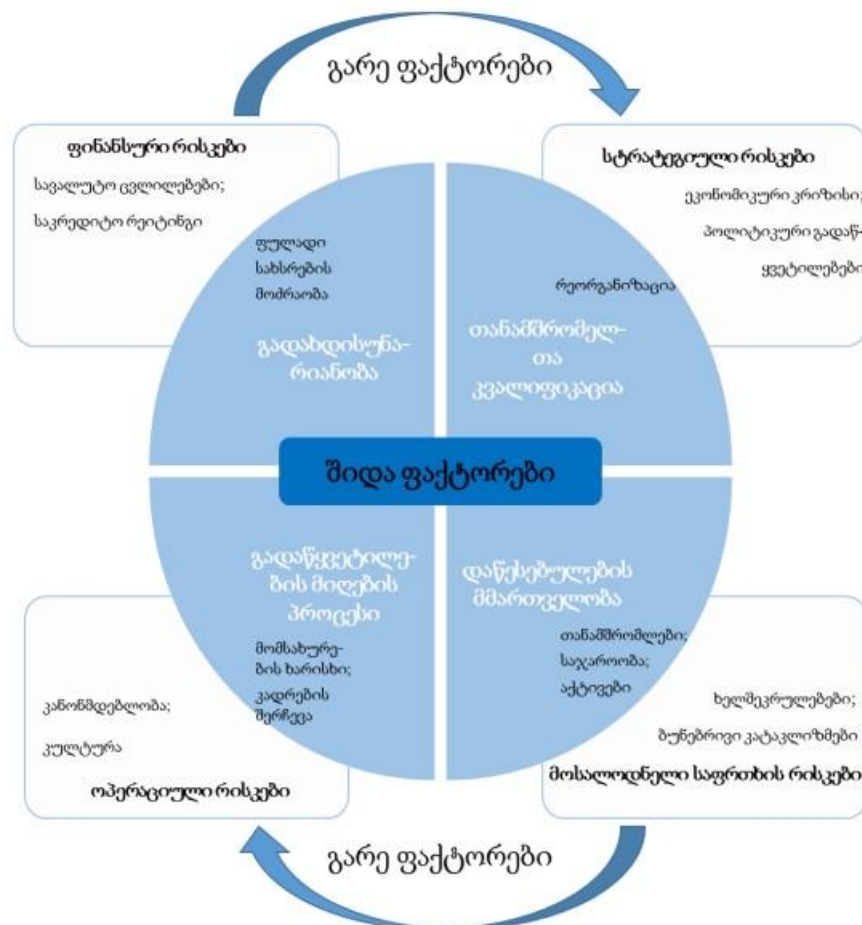 გარე ფაქტორები
ფინანსური რისკები
სავალუტო ცვლილებები;
საკრედიტო რეიტინგი
სტრატეგიული რისკები
ეკონომიკური კრიზისი;
პოლიტიკური გადაწ-
ყვეტილებები
ფულადი
სახსრების
მოძრაობა
გადახდისუნა-
რიანობა
რეორგანიზაცია
თანამშრომელ-
თა
კვალიფიკაცია
შიდა ფაქტორები
გადაწყვეტილე-
ბის მიღების
პროცესი
მომსახურე-
ბის ხარისხი;
კადრების
შერჩევა
დაწესებულების
მმართველობა
თანამშრომლები;
საჯაროობა;
აქტივები
კანონმდებლობა;
კულტურა
ოპერაციული რისკები
ხელშეკრულებები;
ბუნებრივი კატაკლიზმები
მოსალოდნელი საფრთხის რისკები
გარე ფაქტორები